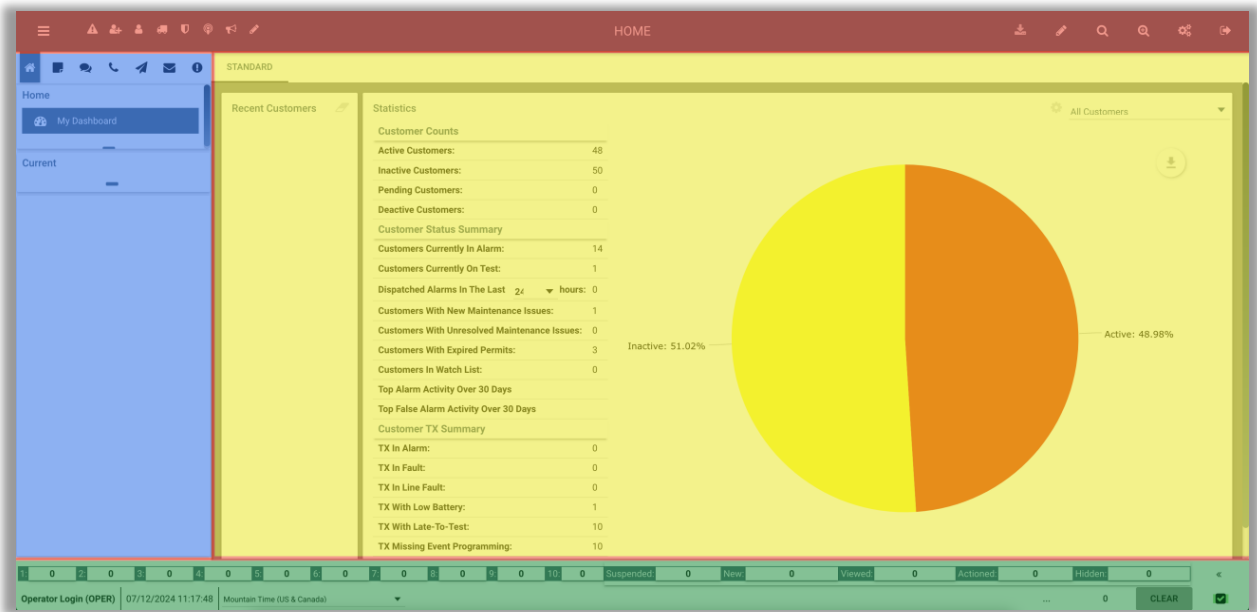 HOME
STANDARD
Home
My Dashboard
Current
Recent Customers
Statistics
All Customers
Customer Counts
Active Customers: 48
Inactive Customers: 50
Pending Customers: 0
Deactive Customers: 0
Customer Status Summary
Customers Currently In Alarm: 14
Customers Currently On Test: 1
Dispatched Alarms In The Last 24 hours: 0
Customers With New Maintenance Issues: 1
Customers With Unresolved Maintenance Issues: 0
Customers With Expired Permits: 3
Customers In Watch List: 0
Top Alarm Activity Over 30 Days
Top False Alarm Activity Over 30 Days
Customer TX Summary
TX In Alarm: 0
TX In Fault: 0
TX In Line Fault: 0
TX With Low Battery: 1
TX With Late-To-Test: 10
TX Missing Event Programming: 10
Inactive: 51.02%
Active: 48.98%
1: 0 2: 0 3: 0 4: 0 5: 0 6: 0 7: 0 8: 0 9: 0 10: 0 Suspended: 0 New: 0 Viewed: 0 Actioned: 0 Hidden: 0 «
Operator Login (OPER) 07/12/2024 11:17:48 Mountain Time (US & Canada) ... 0 CLEAR